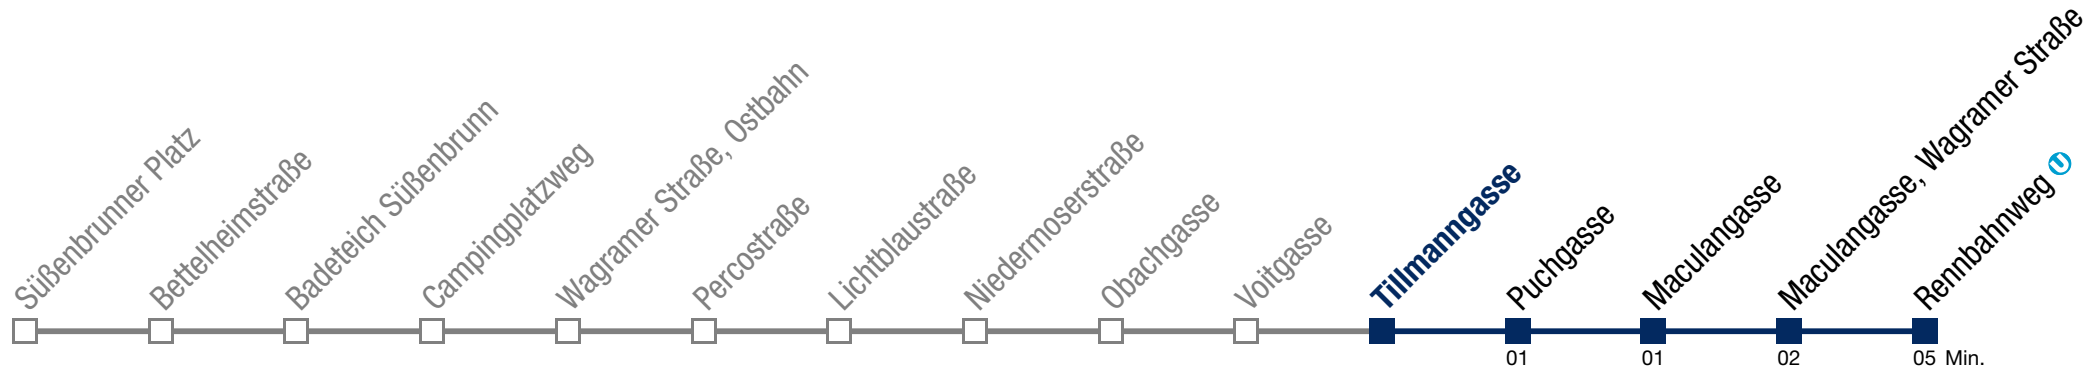 Süßenbrunner Platz
Bettelheimstraße
Badeteich Süßenbrunn
Campingplatzweg
Wagramer Straße, Ostbahn
Percostraße
Lichtblaustraße
Niedermoserstraße
Obachgasse
Voitgasse
Tillmanngasse
Puchgasse
Maculangasse
Maculangasse, Wagramer Straße
Rennbahnweg U
01 01 02 05 Min.